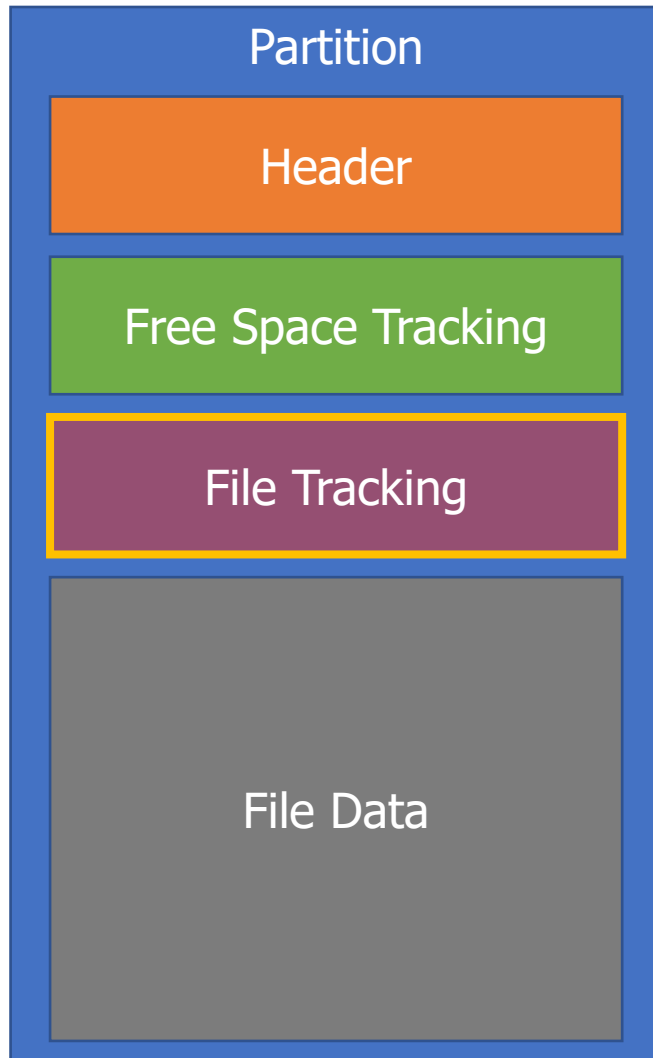 Partition
Header
Free Space Tracking
File Tracking
File Data